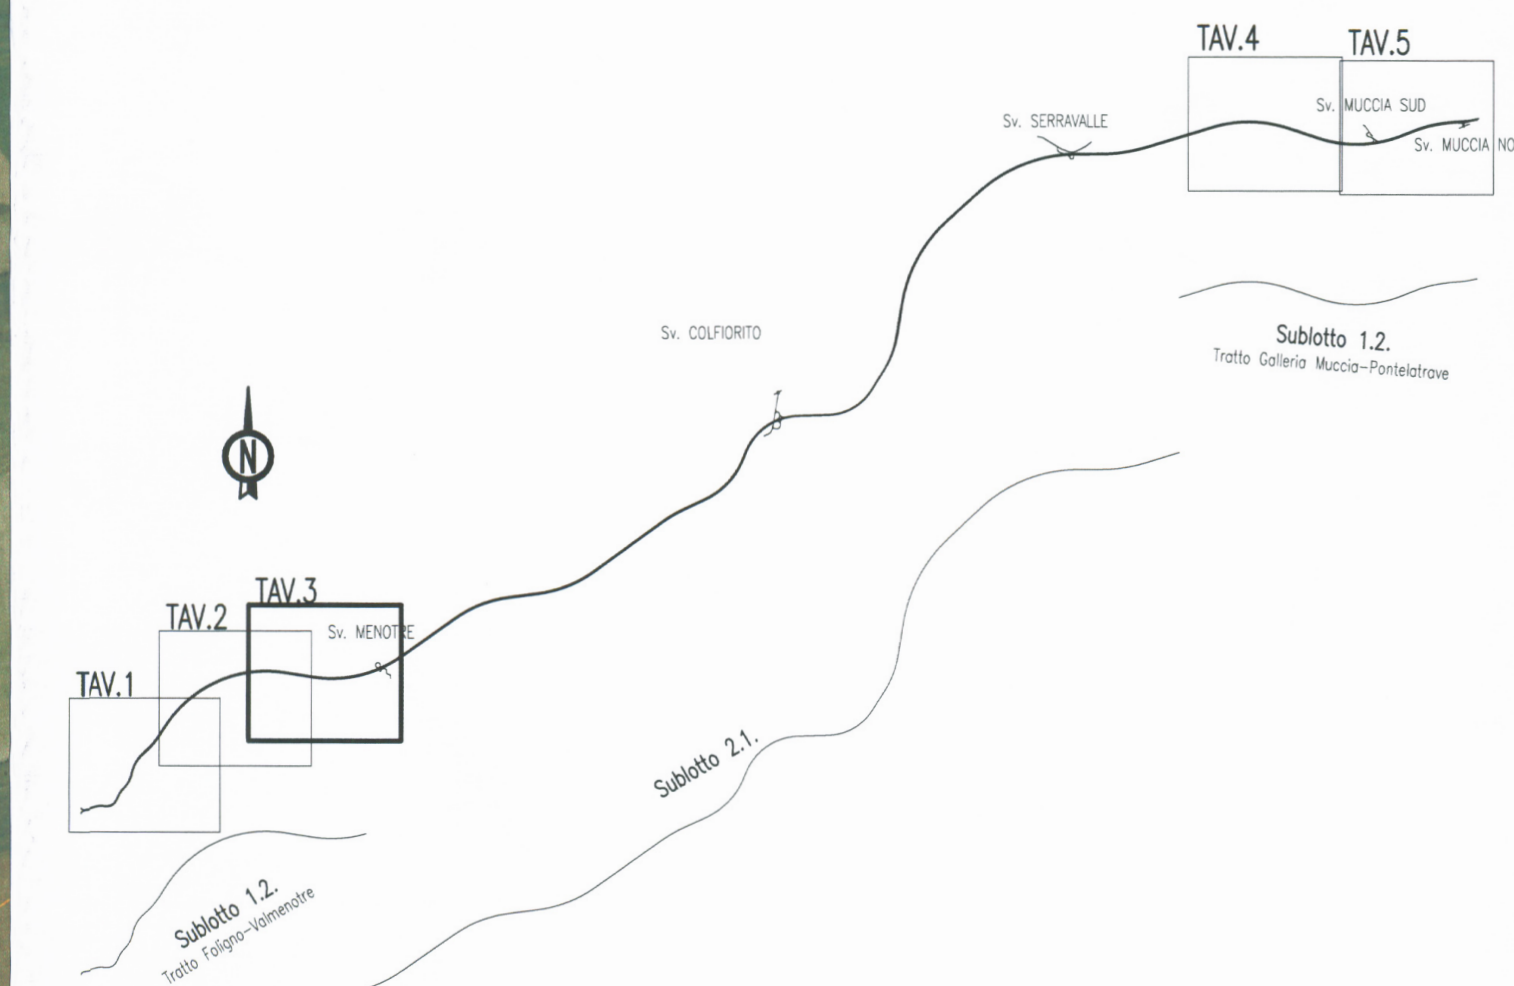 TAV.4
TAV.5
Sv. MUCCIA SUD
Sv. SERRAVALLE
Sv. MUCCIA NO
Sublotto 1.2.
Tratto Galleria Muccia-Pontelatrave
Sv. COLFIORITO
N
TAV.3
TAV.2
Sv. MENOTRE
TAV.1
Sublotto 2.1.
Sublotto 1.2.
Tratto Foligno-Valmenotre